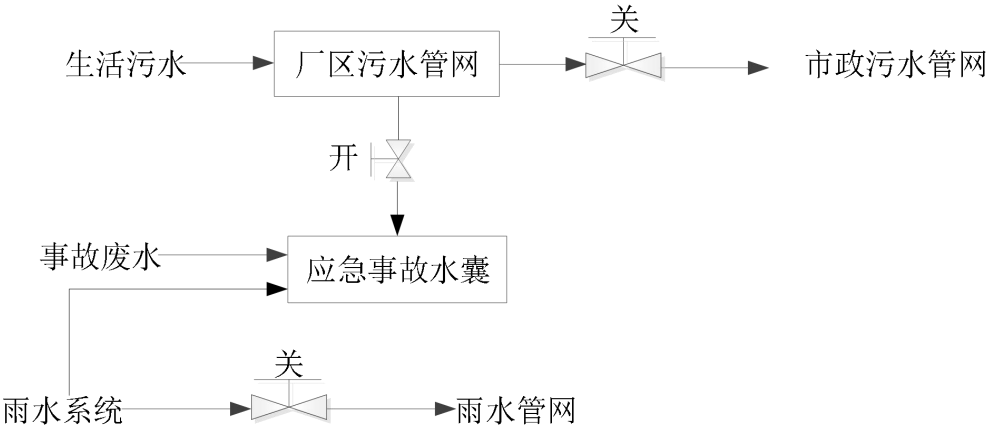 关
生活污水
厂区污水管网
市政污水管网
开
事故废水
应急事故水囊
关
雨水系统
雨水管网